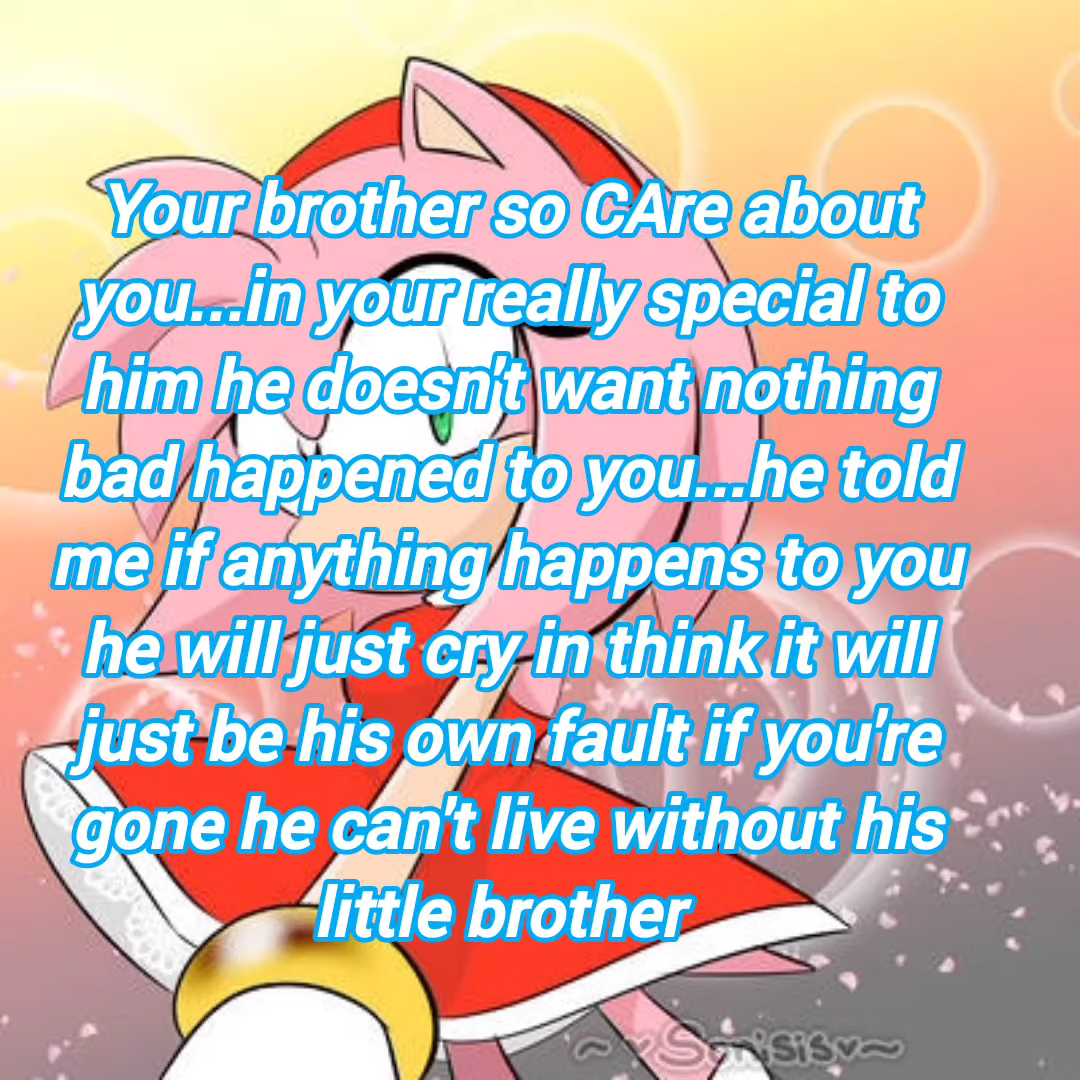 Your brother so CAre about
you...in your really special to
him he doesn't want nothing
bad happened to you...he told
me if anything happens to you
he will just cry in think it will
just be his own fault if you're
gone he can't live without his
little brother